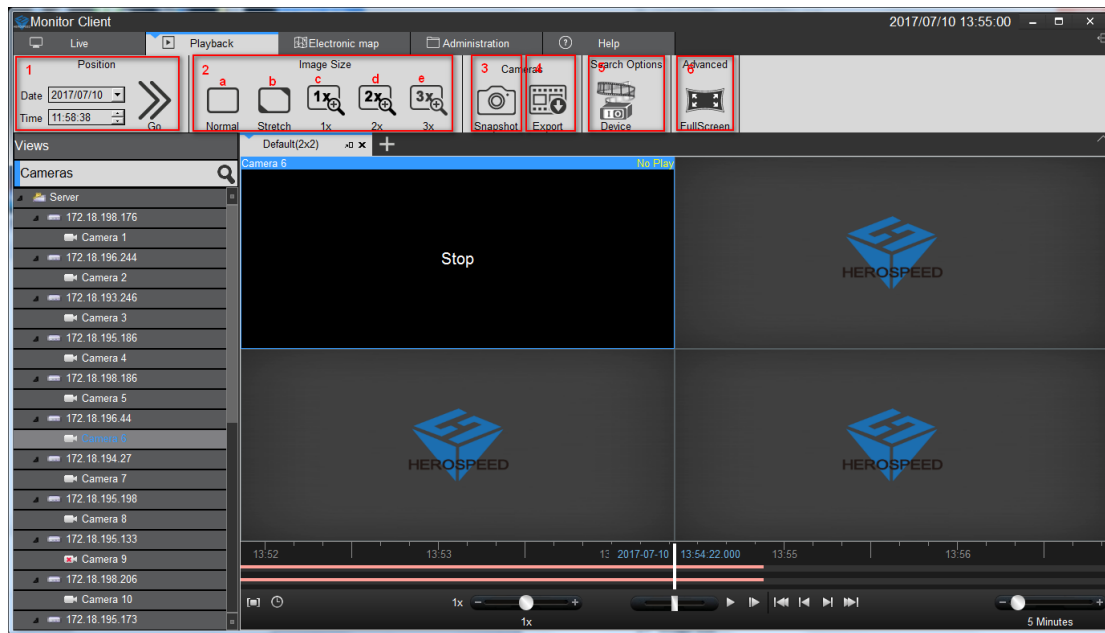 Monitor Client
2017/07/10 13:55:00
Live
Playback
Electronic map
Administration
Help
1
Position
Date 2017/07/10
Time 11:58:38
Go
2
Image Size
a
b
c
d
e
1x
2x
3x
Normal
Stretch
1x
2x
3x
3
Cameras
4
Snapshot
Export
5
Search Options
Device
6
Advanced
FullScreen
Views
Default(2x2)
Cameras
Server
172.18.198.176
Camera 1
172.18.196.244
Camera 2
172.18.193.246
Camera 3
172.18.195.186
Camera 4
172.18.198.186
Camera 5
172.18.196.44
Camera 6
172.18.194.27
Camera 7
172.18.195.198
Camera 8
172.18.195.133
Camera 9
172.18.198.206
Camera 10
172.18.195.173
Camera 6
No Play
Stop
HEROSPEED
HEROSPEED
HEROSPEED
13:52
13:53
2017-07-10 13:54:22.000
13:55
13:56
1x
1x
5 Minutes